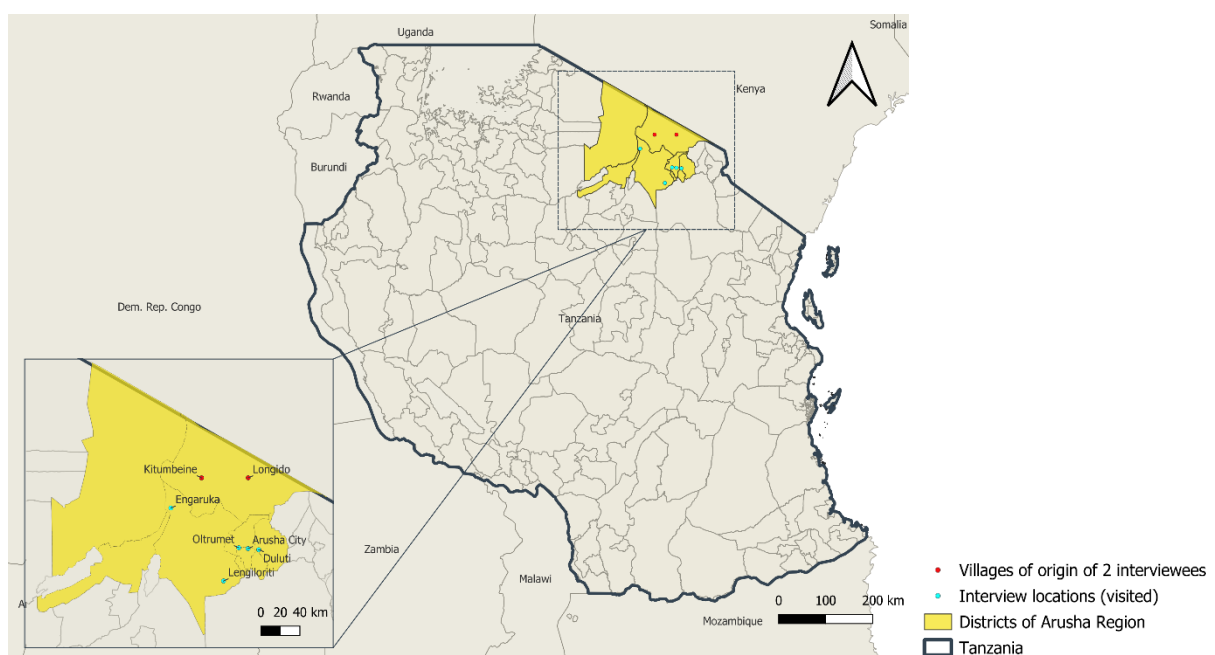 Somalia
Uganda
Kenya
Rwanda
Burundi
Dem. Rep. Congo
Tanzania
Kitumbeine
Longido
Engaruka
Oltrumet
Arusha City
Duluti
Lengiloriti
0 20 40 km
Zambia
Malawi
Mozambique
0 100 200 km
Villages of origin of 2 interviewees
Interview locations (visited)
Districts of Arusha Region
Tanzania